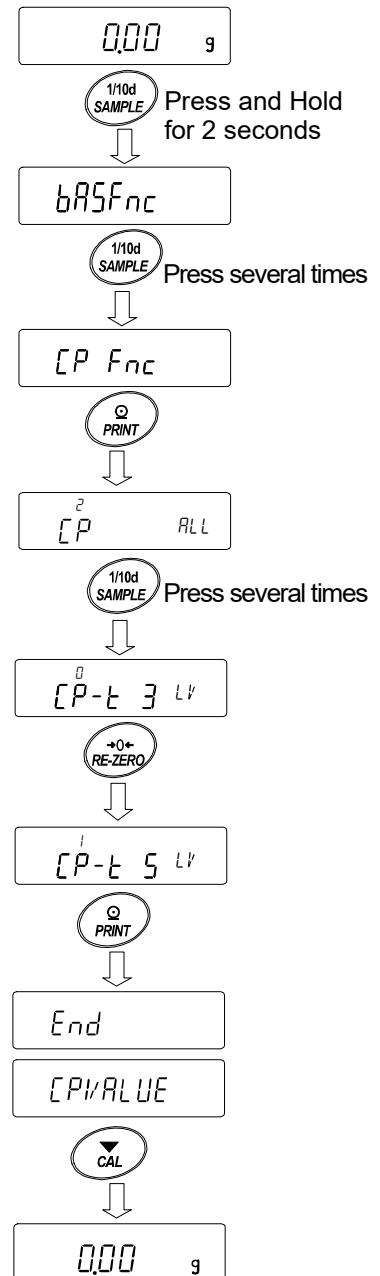 0.00 g
1/10d
SAMPLE
Press and Hold
for 2 seconds
bASFnc
1/10d
SAMPLE
Press several times
CP Fnc
PRINT
2
CP ALL
1/10d
SAMPLE
Press several times
0
CP-t 3 LV
→0←
RE-ZERO
1
CP-t 5 LV
PRINT
End
CPVALUE
CAL
0.00 g